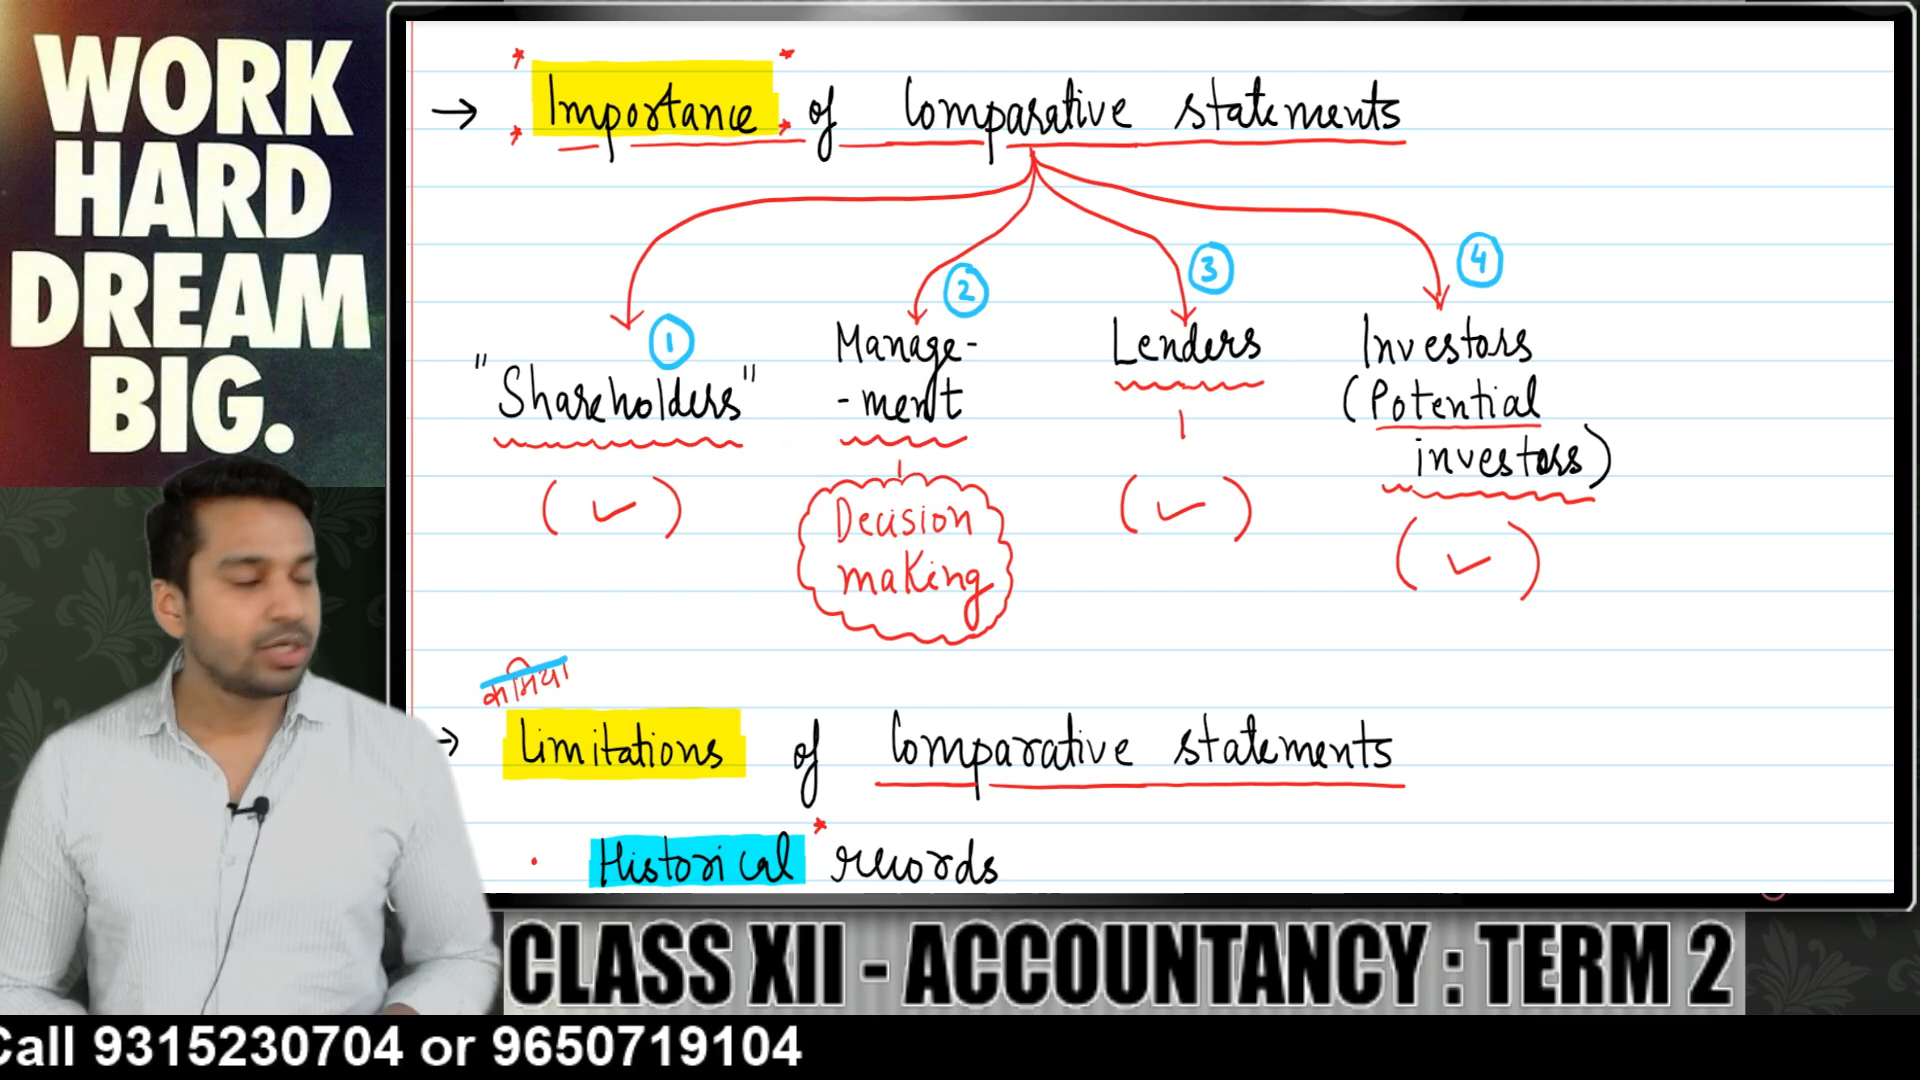 WORK
HARD
DREAM
BIG.
→ Importance of Comparative statements
1
2
3
4
"Shareholders"
Manage-
-ment
Lenders
Investors
(Potential
investors)
Decision
making
कमियां
→ Limitations of Comparative statements
• Historical records
CLASS XII - ACCOUNTANCY : TERM 2
Call 9315230704 or 9650719104